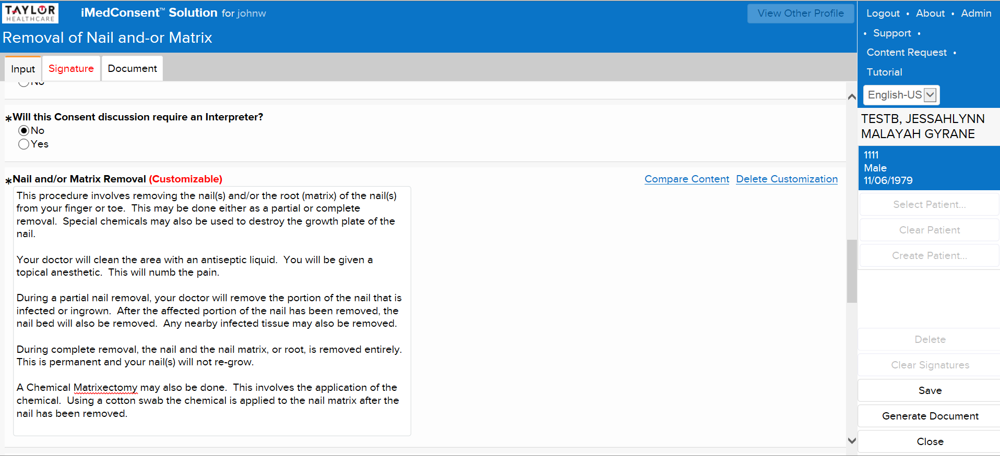 TAYLOR
HEALTHCARE
iMedConsent™ Solution for johnw
View Other Profile
Logout • About • Admin
• Support •
Content Request •
Tutorial
Removal of Nail and-or Matrix
English-US
Input
Signature
Document
No
TESTB, JESSAHLYNN
MALAYAH GYRANE
1111
Male
11/06/1979
*Will this Consent discussion require an Interpreter?
No
Yes
*Nail and/or Matrix Removal (Customizable)
Compare Content
Delete Customization
This procedure involves removing the nail(s) and/or the root (matrix) of the nail(s)
from your finger or toe.  This may be done either as a partial or complete
removal.  Special chemicals may also be used to destroy the growth plate of the
nail.
Your doctor will clean the area with an antiseptic liquid.  You will be given a
topical anesthetic.  This will numb the pain.
During a partial nail removal, your doctor will remove the portion of the nail that is
infected or ingrown.  After the affected portion of the nail has been removed, the
nail bed will also be removed.  Any nearby infected tissue may also be removed.
During complete removal, the nail and the nail matrix, or root, is removed entirely.
This is permanent and your nail(s) will not re-grow.
A Chemical Matrixectomy may also be done.  This involves the application of the
chemical.  Using a cotton swab the chemical is applied to the nail matrix after the
nail has been removed.
Select Patient...
Clear Patient
Create Patient...
Delete
Clear Signatures
Save
Generate Document
Close